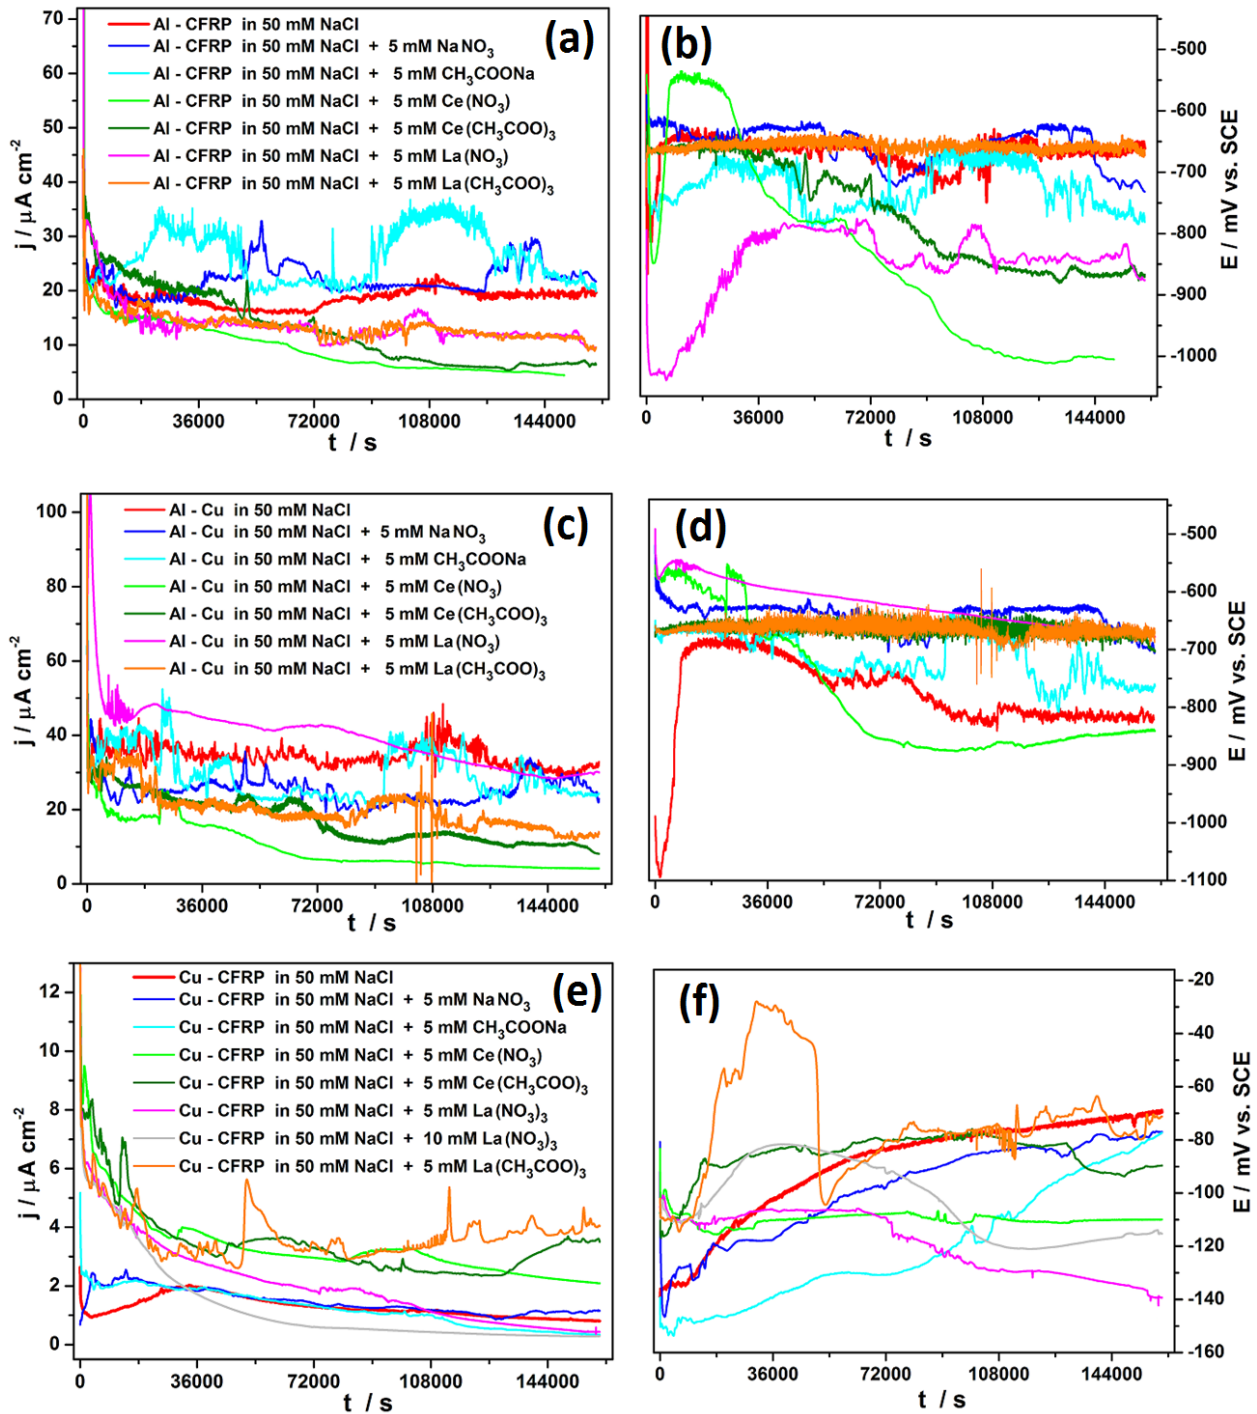 (a)
Al - CFRP in 50 mM NaCl
Al - CFRP in 50 mM NaCl + 5 mM NaNO₃
Al - CFRP in 50 mM NaCl + 5 mM CH₃COONa
Al - CFRP in 50 mM NaCl + 5 mM Ce(NO₃)
Al - CFRP in 50 mM NaCl + 5 mM Ce(CH₃COO)₃
Al - CFRP in 50 mM NaCl + 5 mM La(NO₃)
Al - CFRP in 50 mM NaCl + 5 mM La(CH₃COO)₃
j / μA cm⁻²
70
60
50
40
30
20
10
0
0 36000 72000 108000 144000
t / s
(b)
-500
-600
-700
-800
-900
-1000
E / mV vs. SCE
0 36000 72000 108000 144000
t / s
(c)
Al - Cu in 50 mM NaCl
Al - Cu in 50 mM NaCl + 5 mM NaNO₃
Al - Cu in 50 mM NaCl + 5 mM CH₃COONa
Al - Cu in 50 mM NaCl + 5 mM Ce(NO₃)
Al - Cu in 50 mM NaCl + 5 mM Ce(CH₃COO)₃
Al - Cu in 50 mM NaCl + 5 mM La(NO₃)
Al - Cu in 50 mM NaCl + 5 mM La(CH₃COO)₃
j / μA cm⁻²
100
80
60
40
20
0
0 36000 72000 108000 144000
t / s
(d)
-500
-600
-700
-800
-900
-1000
-1100
E / mV vs. SCE
0 36000 72000 108000 144000
t / s
(e)
Cu - CFRP in 50 mM NaCl
Cu - CFRP in 50 mM NaCl + 5 mM NaNO₃
Cu - CFRP in 50 mM NaCl + 5 mM CH₃COONa
Cu - CFRP in 50 mM NaCl + 5 mM Ce(NO₃)
Cu - CFRP in 50 mM NaCl + 5 mM Ce(CH₃COO)₃
Cu - CFRP in 50 mM NaCl + 5 mM La(NO₃)₃
Cu - CFRP in 50 mM NaCl + 10 mM La(NO₃)₃
Cu - CFRP in 50 mM NaCl + 5 mM La(CH₃COO)₃
j / μA cm⁻²
12
10
8
6
4
2
0
0 36000 72000 108000 144000
t / s
(f)
-20
-40
-60
-80
-100
-120
-140
-160
E / mV vs. SCE
0 36000 72000 108000 144000
t / s